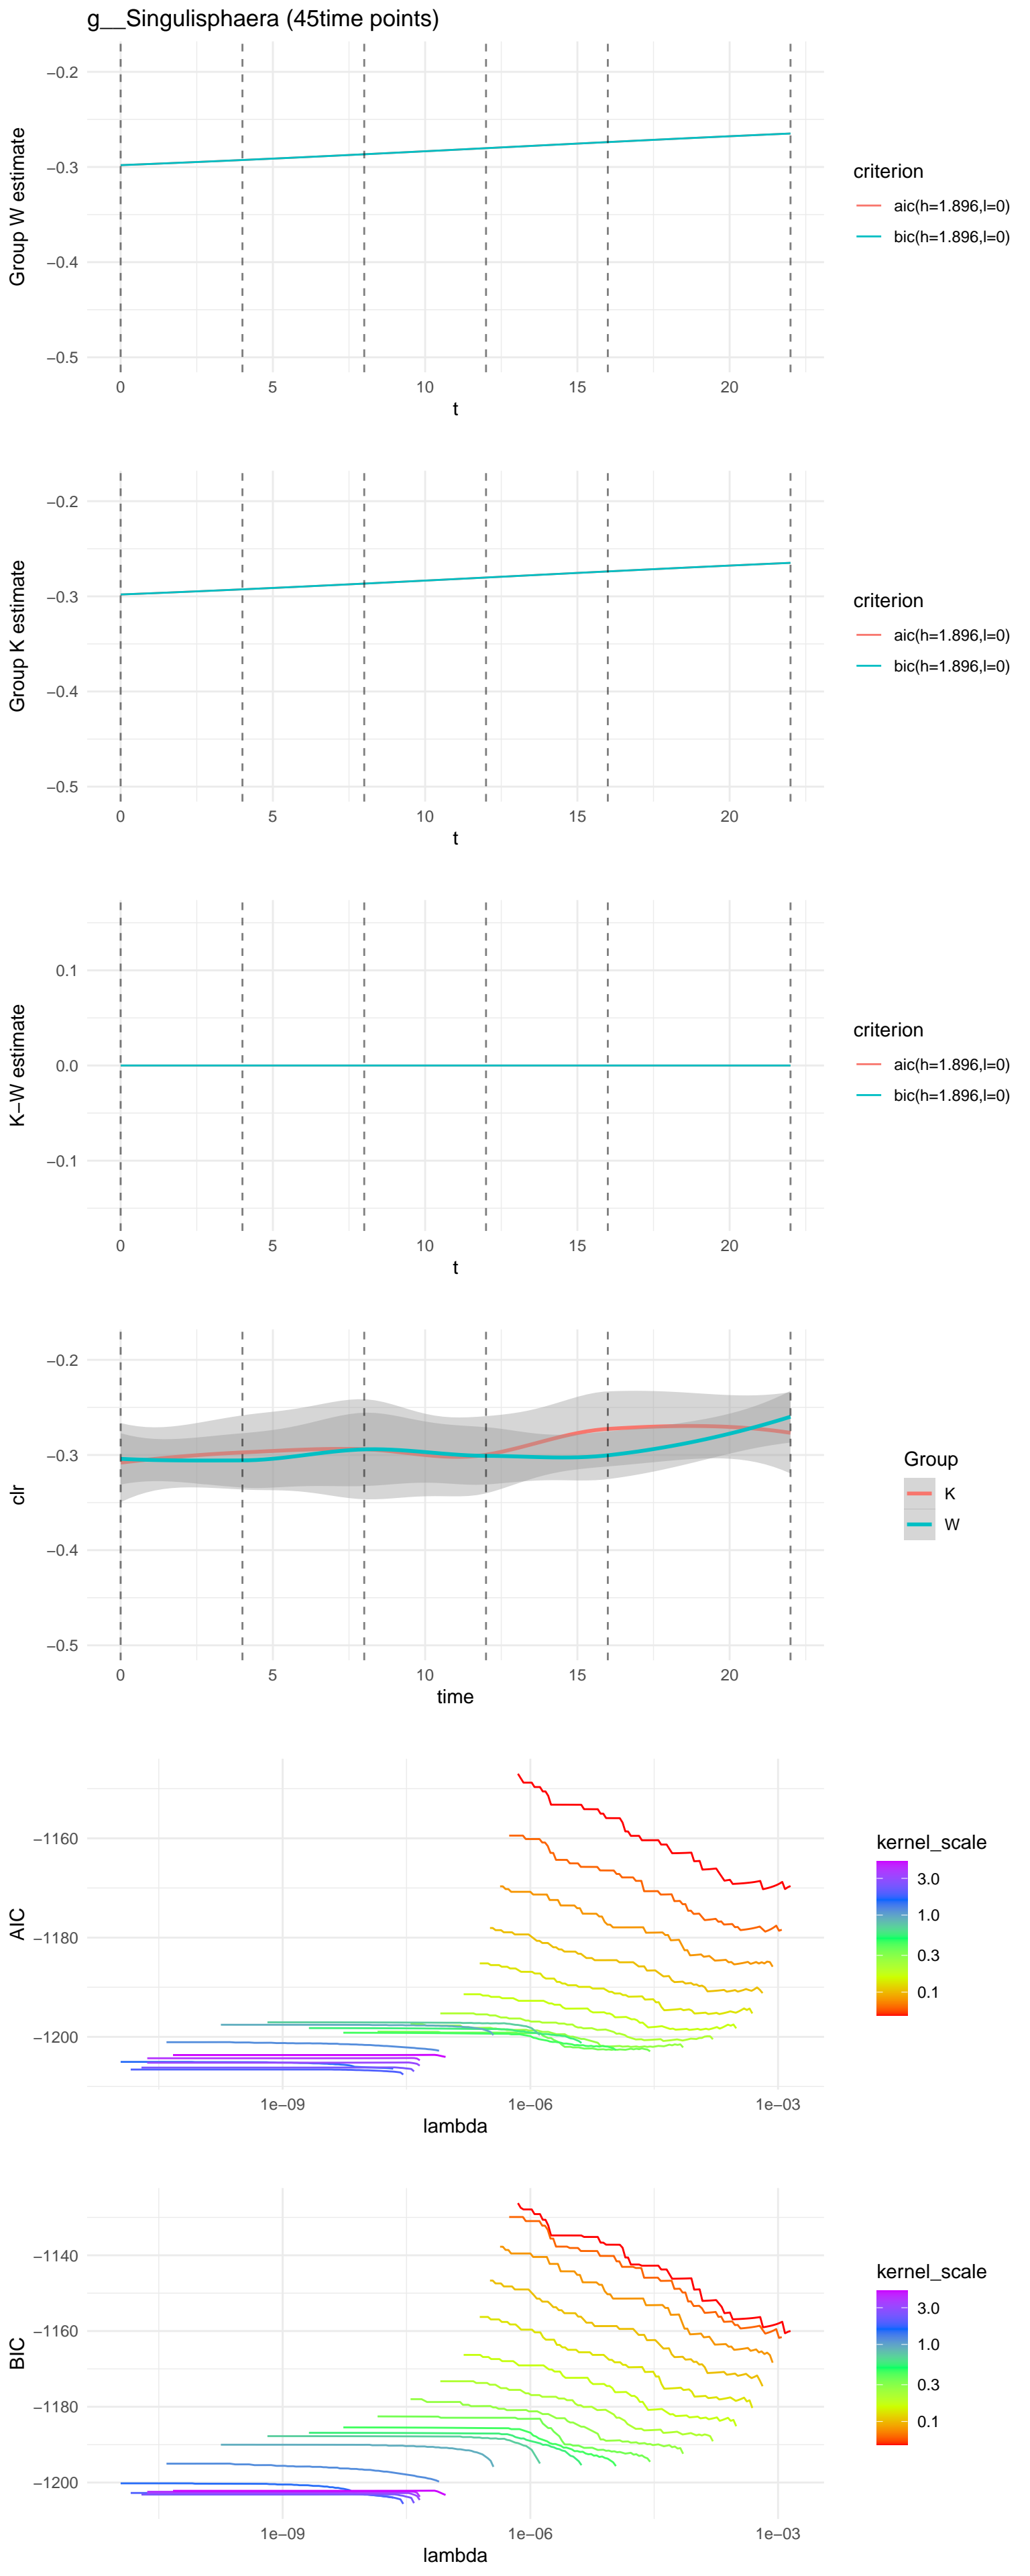 g__Singulisphaera (45time points)
−0.2
−0.3
−0.4
−0.5
Group W estimate
0 5 10 15 20
t
criterion
aic(h=1.896,l=0)
bic(h=1.896,l=0)
−0.2
−0.3
−0.4
−0.5
Group K estimate
0 5 10 15 20
t
criterion
aic(h=1.896,l=0)
bic(h=1.896,l=0)
0.1
0.0
−0.1
K−W estimate
0 5 10 15 20
t
criterion
aic(h=1.896,l=0)
bic(h=1.896,l=0)
−0.2
−0.3
−0.4
−0.5
clr
0 5 10 15 20
time
Group
K
W
−1160
−1180
−1200
AIC
1e−09 1e−06 1e−03
lambda
kernel_scale
3.0
1.0
0.3
0.1
−1140
−1160
−1180
−1200
BIC
1e−09 1e−06 1e−03
lambda
kernel_scale
3.0
1.0
0.3
0.1